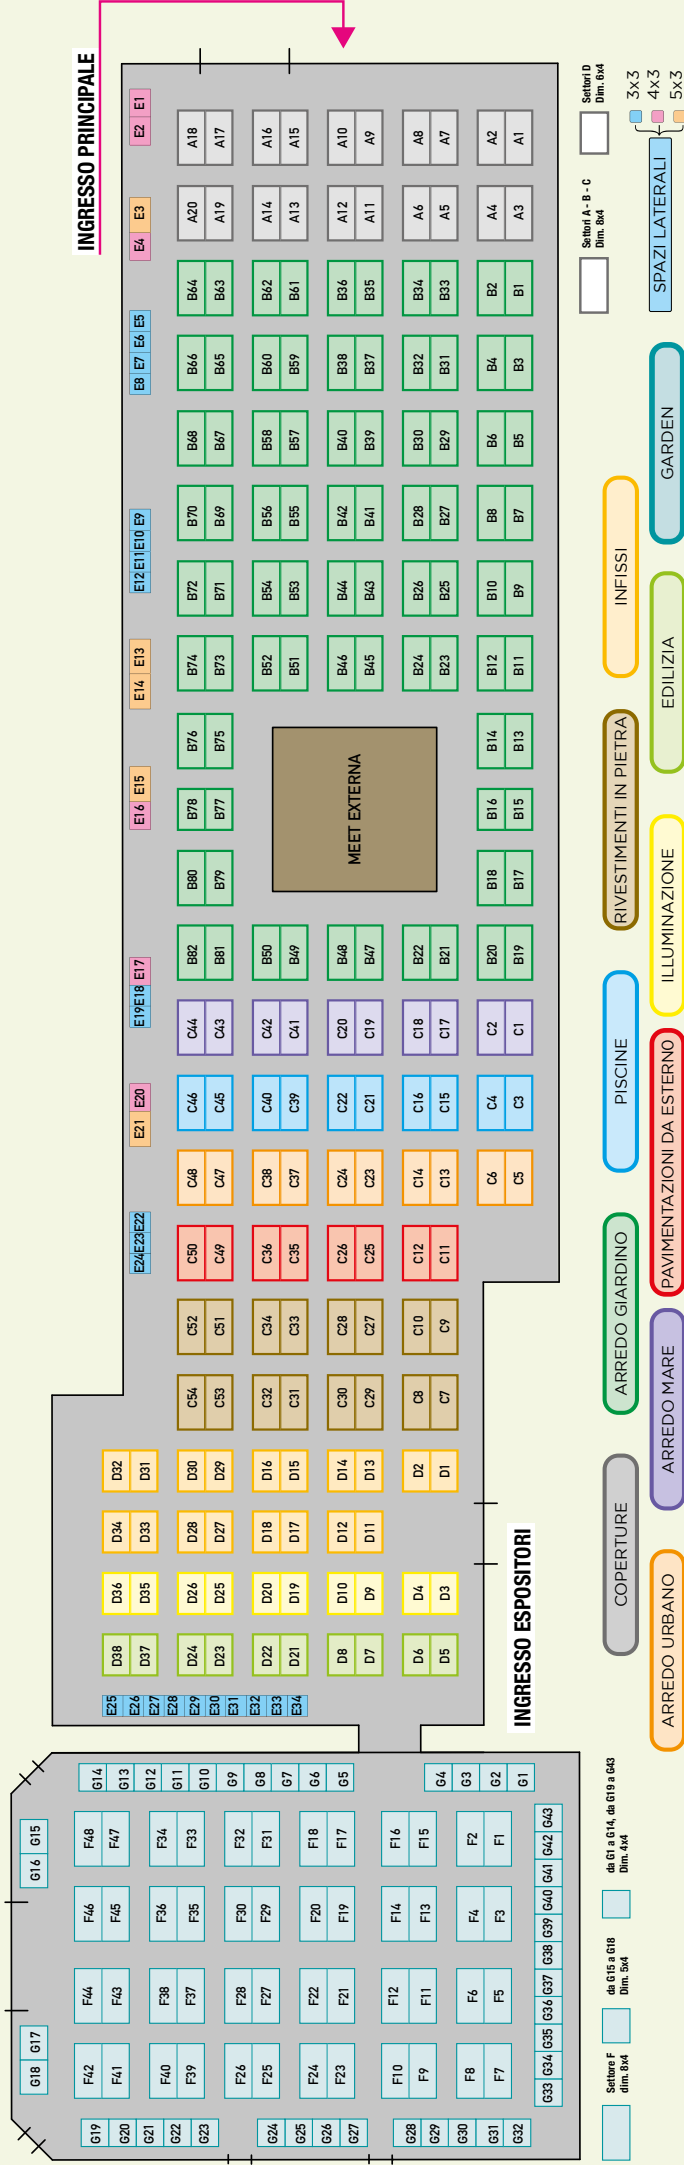 INGRESSO PRINCIPALE
E2 E1
A18 A17 A16 A15 A10 A9 A8 A7 A2 A1
E4 E3
A20 A19 A14 A13 A12 A11 A6 A5 A4 A3
B64 B63 B62 B61 B36 B35 B34 B33 B2 B1
E8 E7 E6 E5
B66 B65 B60 B59 B38 B37 B32 B31 B4 B3
B68 B67 B58 B57 B40 B39 B30 B29 B6 B5
E12 E11 E10 E9
B70 B69 B56 B55 B42 B41 B28 B27 B8 B7
B72 B71 B54 B53 B44 B43 B26 B25 B10 B9
E14 E13
B74 B73 B52 B51 B46 B45 B24 B23 B12 B11
B76 B75 B14 B13
MEET EXTERNA
E16 E15
B78 B77 B16 B15
B80 B79 B18 B17
B82 B81 B50 B49 B48 B47 B22 B21 B20 B19
E19 E18 E17
C44 C43 C42 C41 C20 C19 C18 C17 C2 C1
E21 E20
C46 C45 C40 C39 C22 C21 C16 C15 C4 C3
C48 C47 C38 C37 C24 C23 C14 C13 C6 C5
E24 E23 E22
C50 C49 C36 C35 C26 C25 C12 C11
C52 C51 C34 C33 C28 C27 C10 C9
C54 C53 C32 C31 C30 C29 C8 C7
D32 D31 D30 D29 D16 D15 D14 D13 D2 D1
D34 D33 D28 D27 D18 D17 D12 D11
D36 D35 D26 D25 D20 D19 D10 D9 D4 D3
D38 D37 D24 D23 D22 D21 D8 D7 D6 D5
E25 E26 E27 E28 E29 E30 E31 E32 E33 E34
INGRESSO ESPOSITORI
G14 G13 G12 G11 G10 G9 G8 G7 G6 G5 G4 G3 G2 G1
G16 G15
F48 F47 F34 F33 F32 F31 F18 F17 F16 F15 F2 F1
F46 F45 F36 F35 F30 F29 F20 F19 F14 F13 F4 F3
F44 F43 F38 F37 F28 F27 F22 F21 F12 F11 F6 F5
G18 G17
F42 F41 F40 F39 F26 F25 F24 F23 F10 F9 F8 F7
G33 G34 G35 G36 G37 G38 G39 G40 G41 G42 G43
G19 G20 G21 G22 G23 G24 G25 G26 G27 G28 G29 G30 G31 G32
Settore F
dim. 8x4
da G15 a G18
Dim. 5x4
da G1 a G14, da G19 a G43
Dim. 4x4
COPERTURE
ARREDO GIARDINO
PISCINE
RIVESTIMENTI IN PIETRA
INFISSI
Settori A - B - C
Dim. 8x4
Settori D
Dim. 6x4
ARREDO URBANO
ARREDO MARE
PAVIMENTAZIONI DA ESTERNO
ILLUMINAZIONE
EDILIZIA
GARDEN
SPAZI LATERALI
3x3
4x3
5x3